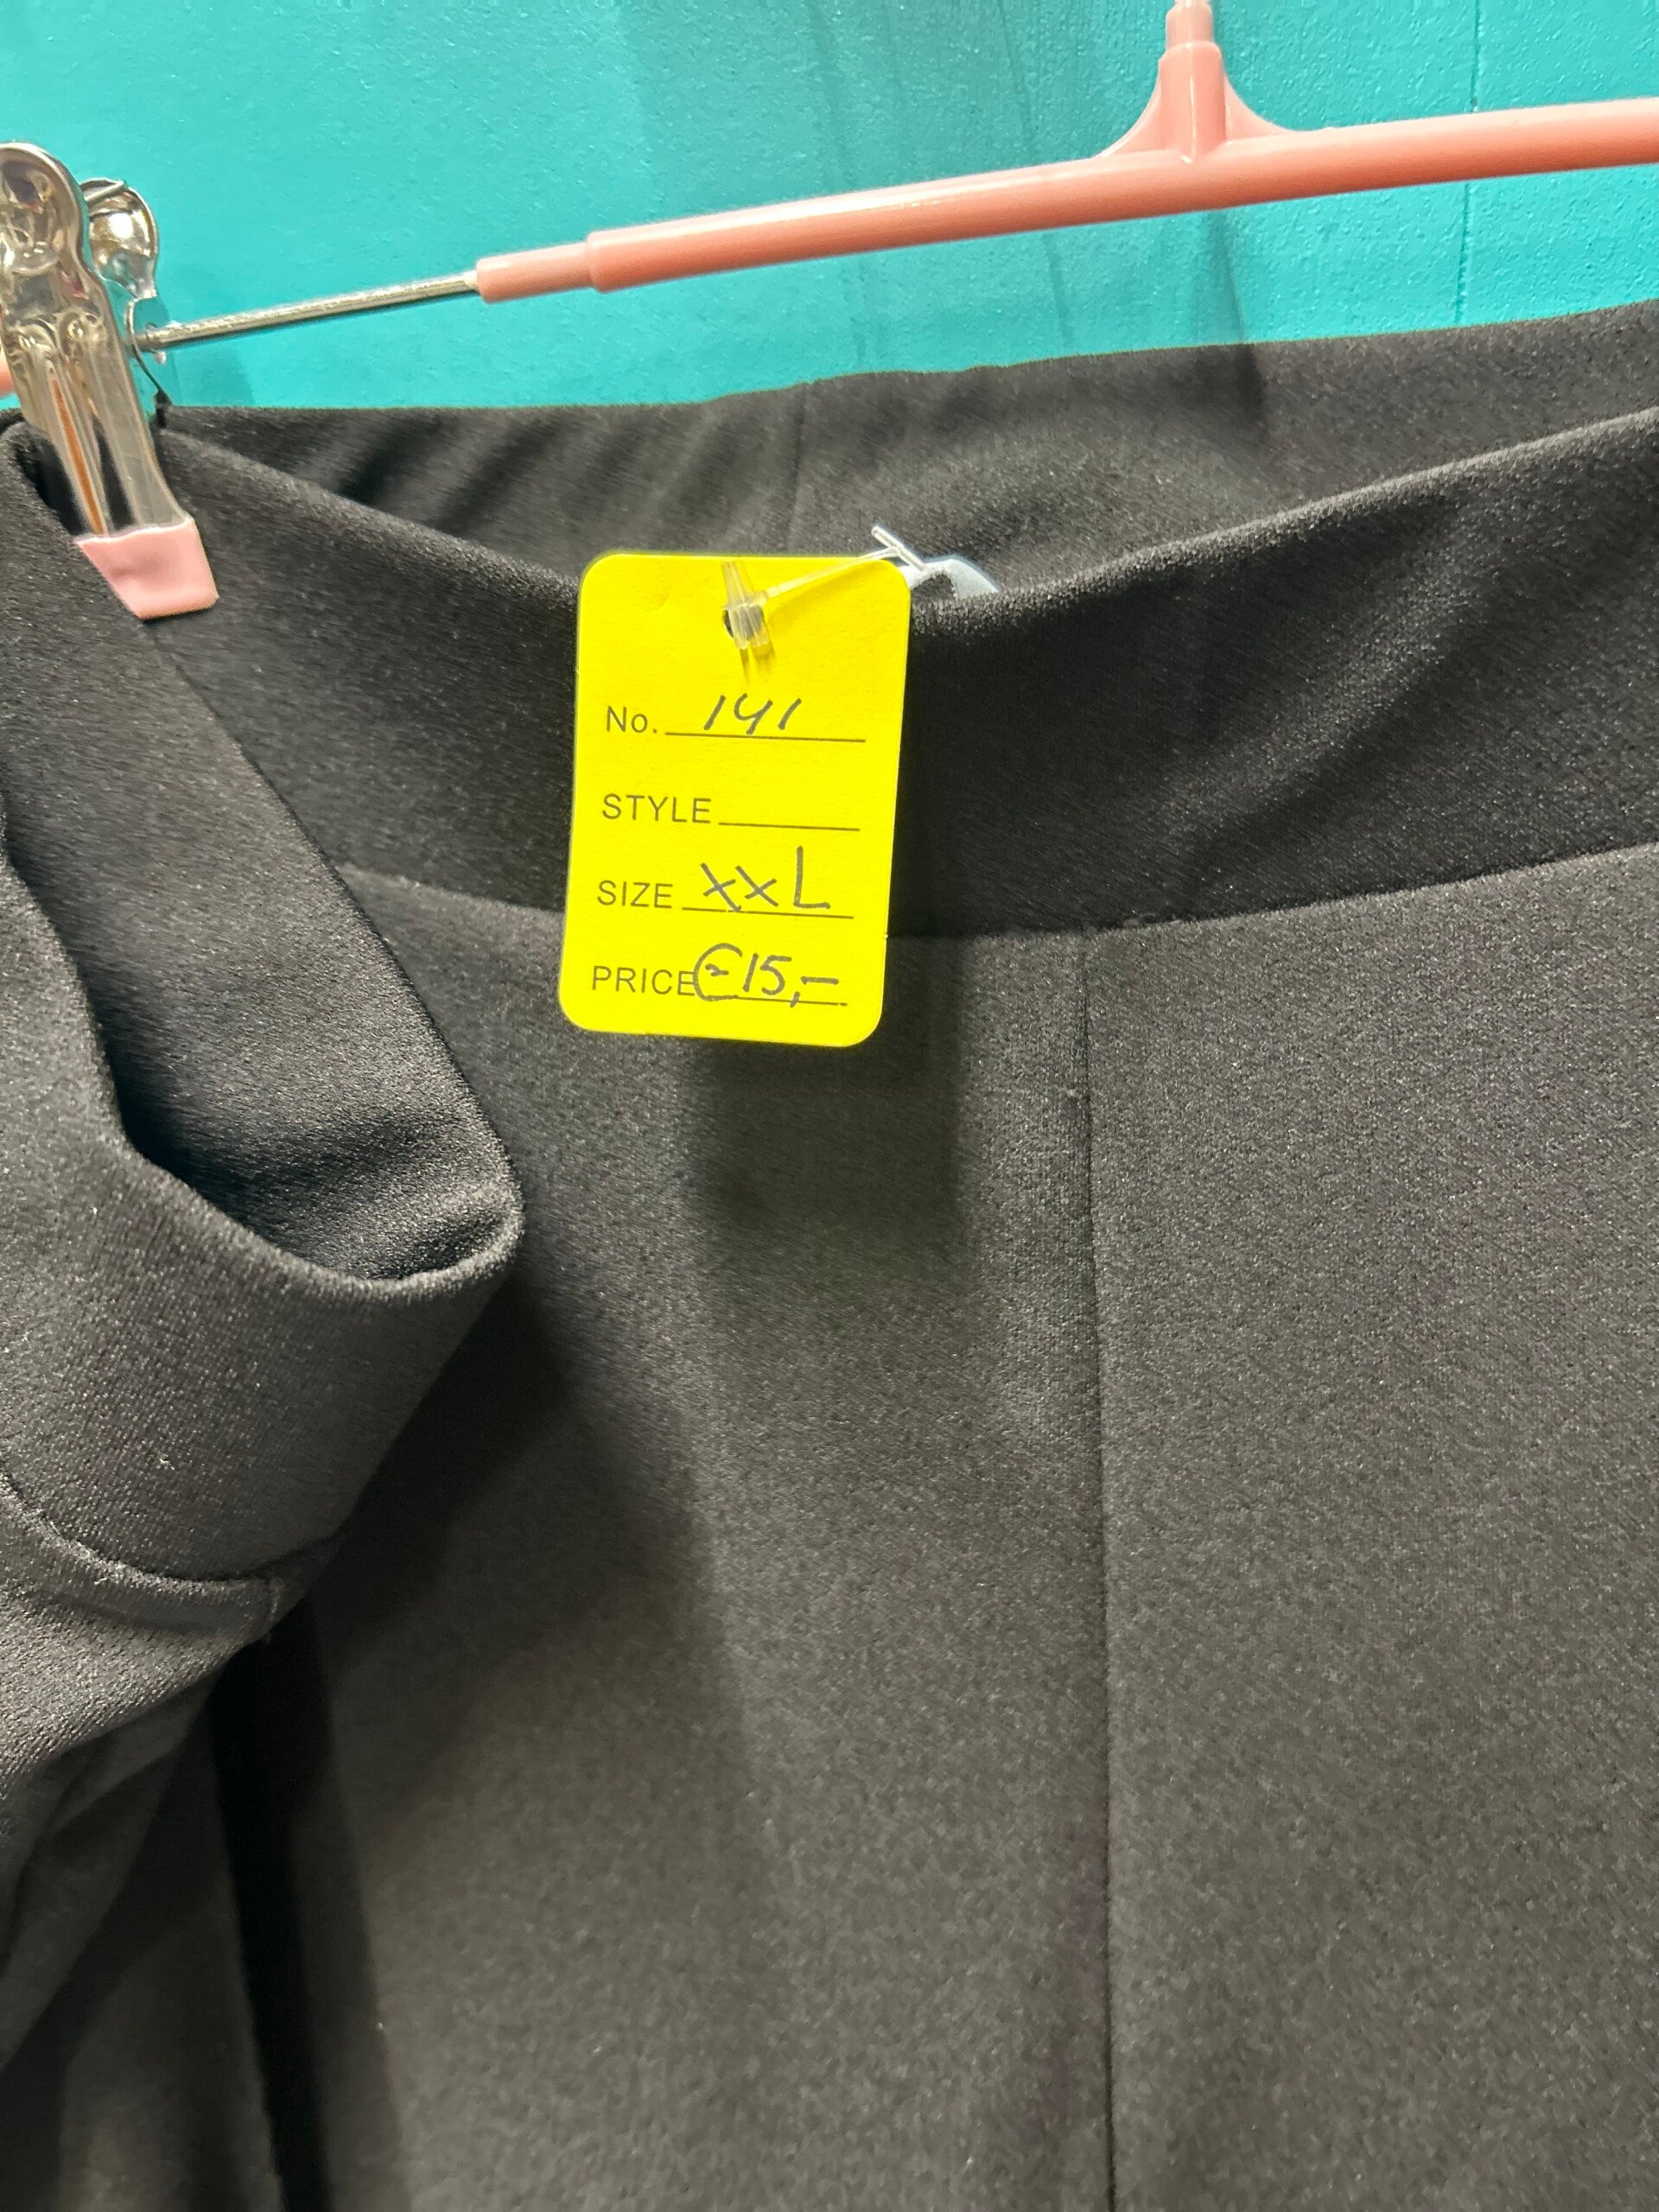 No. 141
STYLE
SIZE XXL
PRICE €15,-